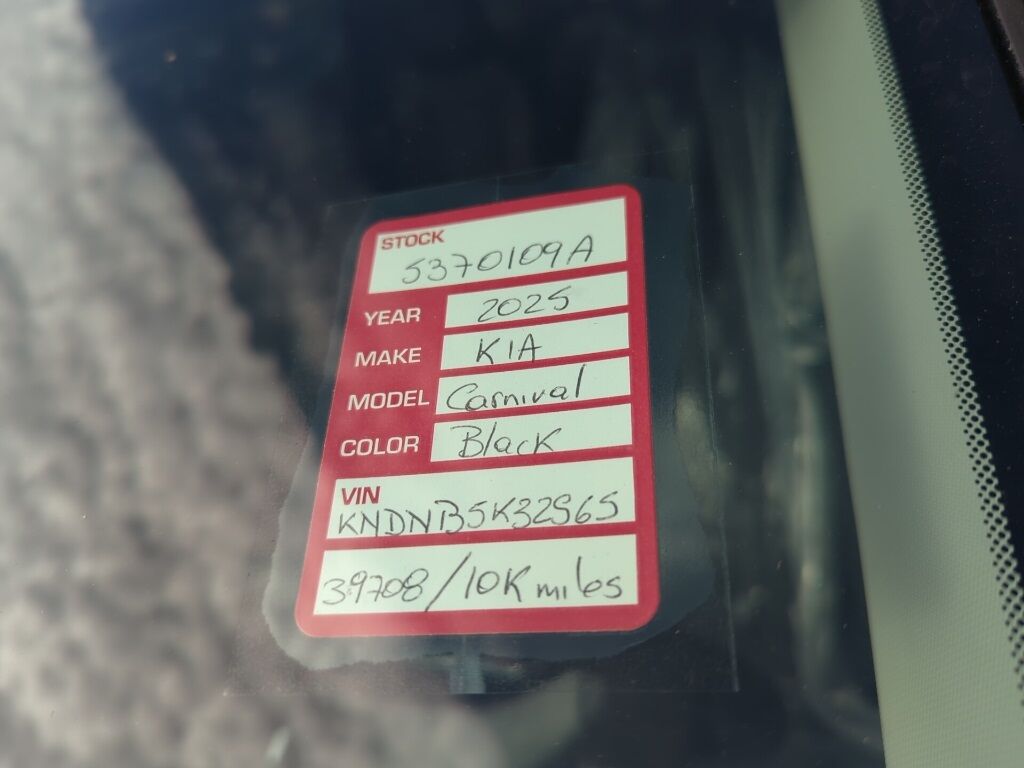 STOCK
5370109A
YEAR 2025
MAKE KIA
MODEL Carnival
COLOR Black
VIN
KNDNB5K32S65
39708/10K miles